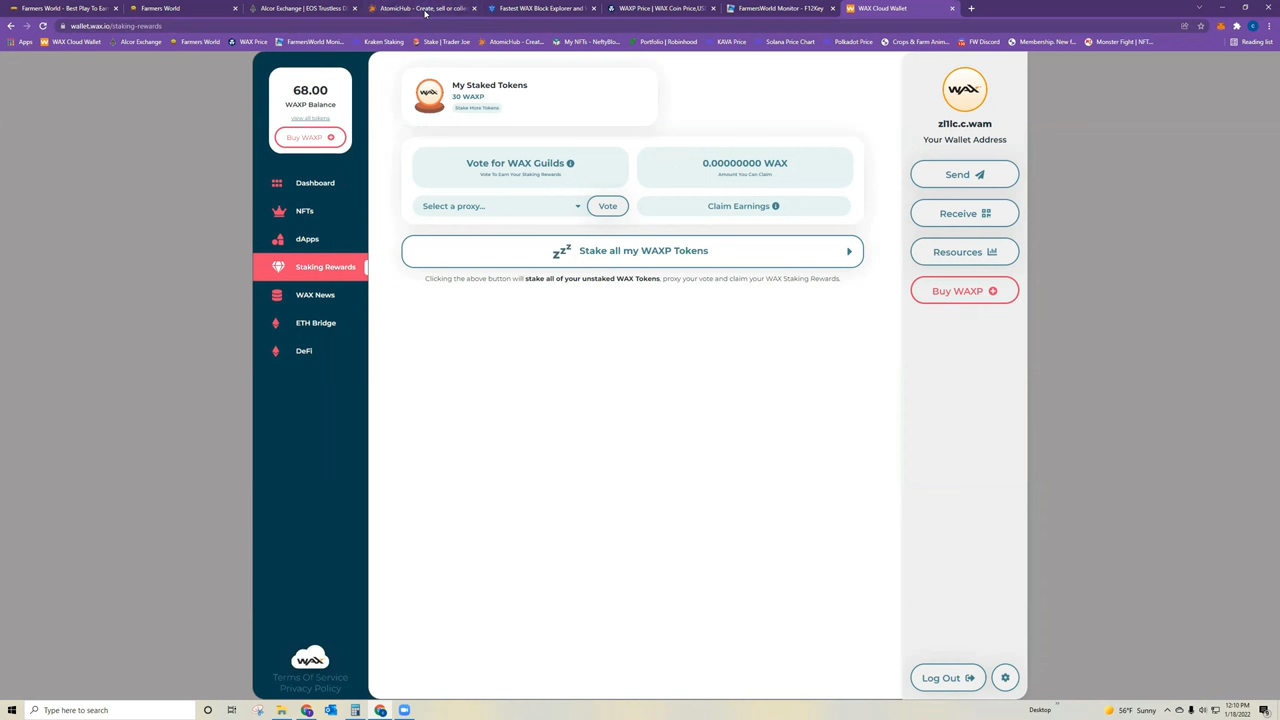 Farmers World - Best Play To Ear
Farmers World
Alcor Exchange | EOS Trustless D
AtomicHub - Create, sell or colle
Fastest WAX Block Explorer and
WAXP Price | WAX Coin Price,US
FarmersWorld Monitor - F12Key
WAX Cloud Wallet
wallet.wax.io/staking-rewards
Apps
WAX Cloud Wallet
Alcor Exchange
Farmers World
WAX Price
FarmersWorld Moni...
Kraken Staking
Stake | Trader Joe
AtomicHub - Creat...
My NFTs - NeftyBlo...
Portfolio | Robinhood
KAVA Price
Solana Price Chart
Polkadot Price
Crops & Farm Anim...
FW Discord
Membership. New...
Monster Fight | NFT...
Reading list
68.00
WAXP Balance
view all tokens
Buy WAXP
Dashboard
NFTs
dApps
Staking Rewards
WAX News
ETH Bridge
DeFi
WAX
Terms Of Service
Privacy Policy
WAX
My Staked Tokens
30 WAXP
Stake More Tokens
Vote for WAX Guilds
Vote To Earn Your Staking Rewards
0.00000000 WAX
Amount You Can Claim
Select a proxy...
Vote
Claim Earnings
zzz Stake all my WAXP Tokens
Clicking the above button will stake all of your unstaked WAX Tokens, proxy your vote and claim your WAX Staking Rewards.
WAX
zl1lc.c.wam
Your Wallet Address
Send
Receive
Resources
Buy WAXP
Log Out
Type here to search
Desktop
56°F Sunny
12:10 PM
1/18/2022